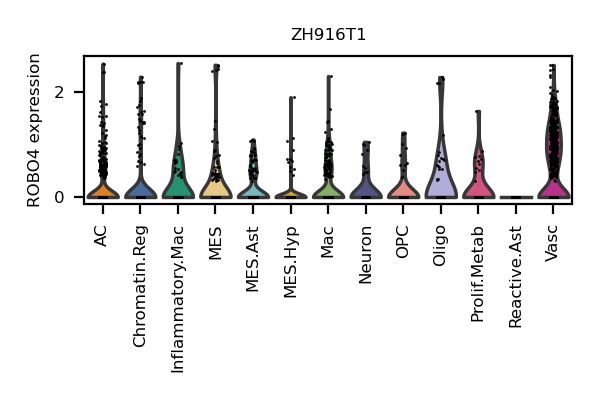 ZH916T1
ROBO4 expression
2
0
AC
Chromatin.Reg
Inflammatory.Mac
MES
MES.Ast
MES.Hyp
Mac
Neuron
OPC
Oligo
Prolif.Metab
Reactive.Ast
Vasc